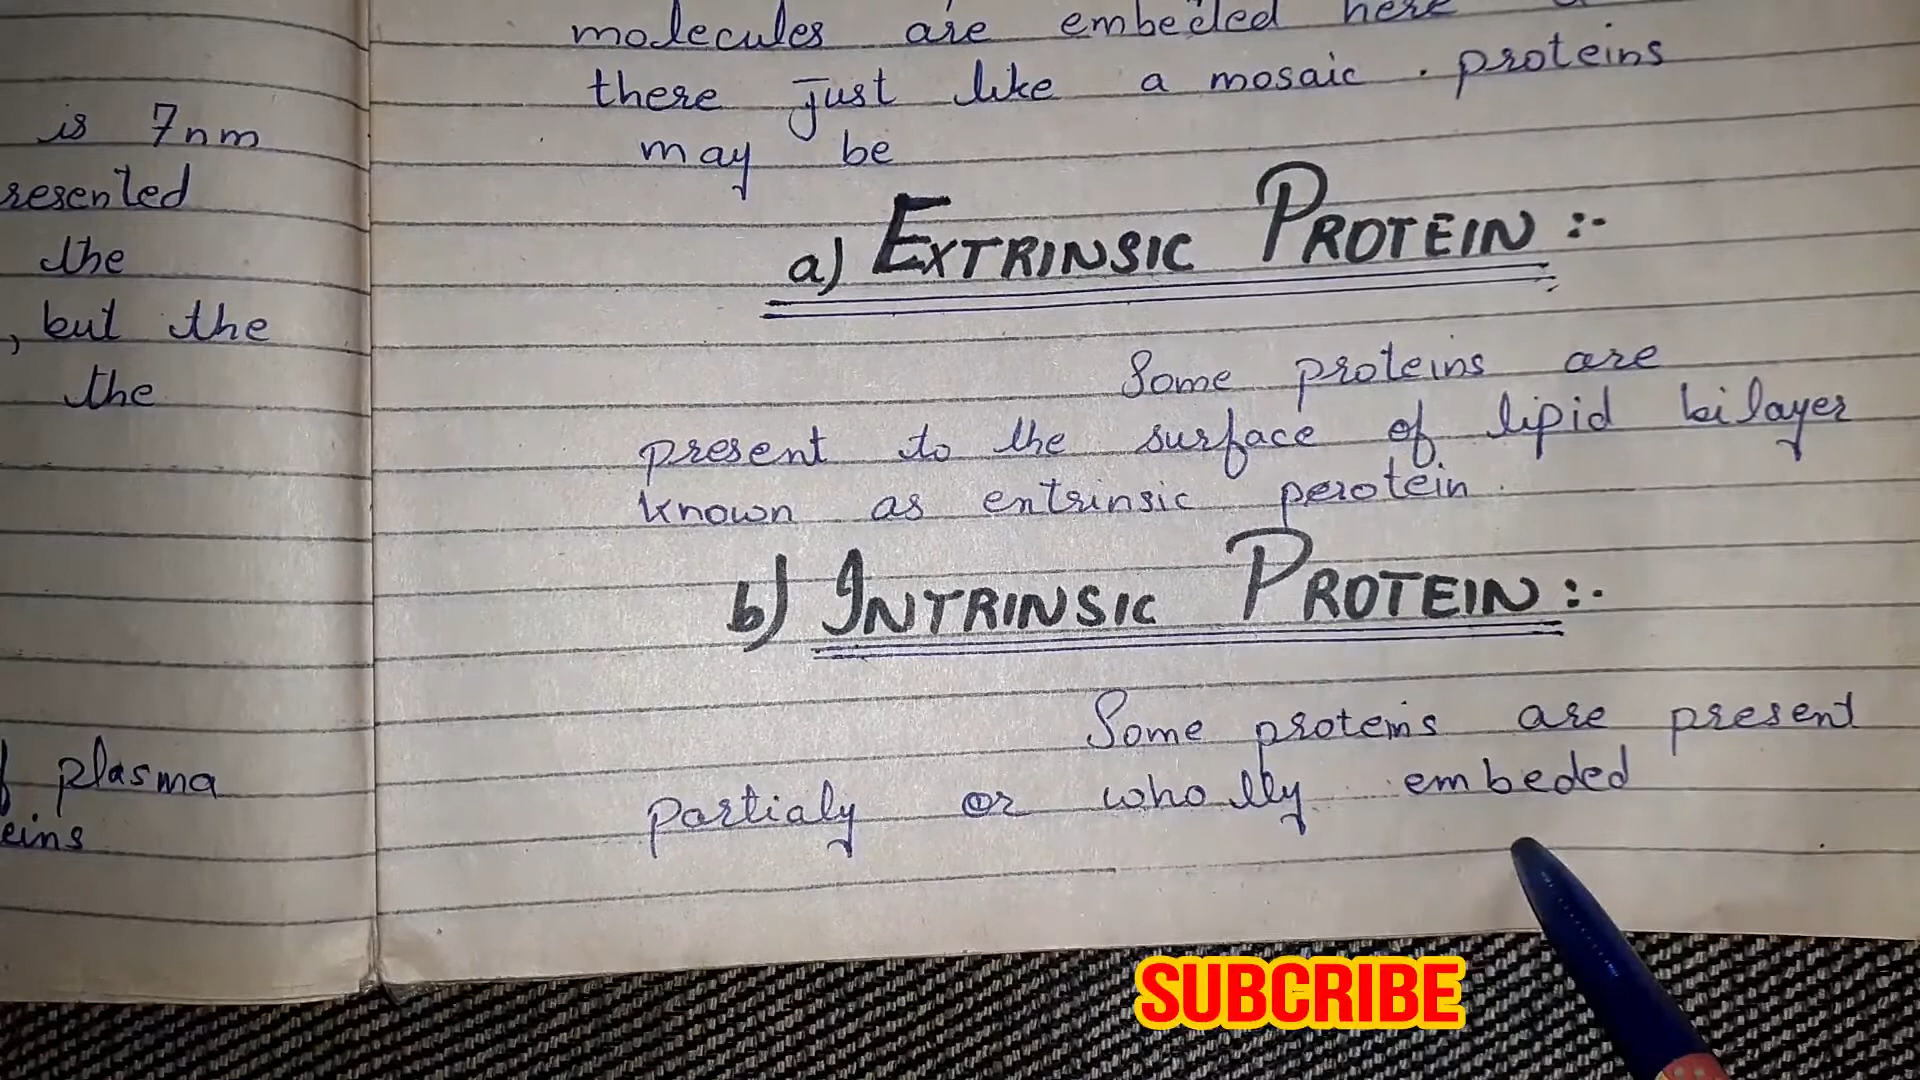 is 7nm
resented
the
, but the
the
plasma
eins
molecules are embeded here
there just like a mosaic . proteins
may be
a) EXTRINSIC PROTEIN :-
Some proteins are
present to the surface of lipid bilayer
known as entrinsic perotein.
b) INTRINSIC PROTEIN :-
Some proteins are present
partialy or wholly embeded
SUBCRIBE